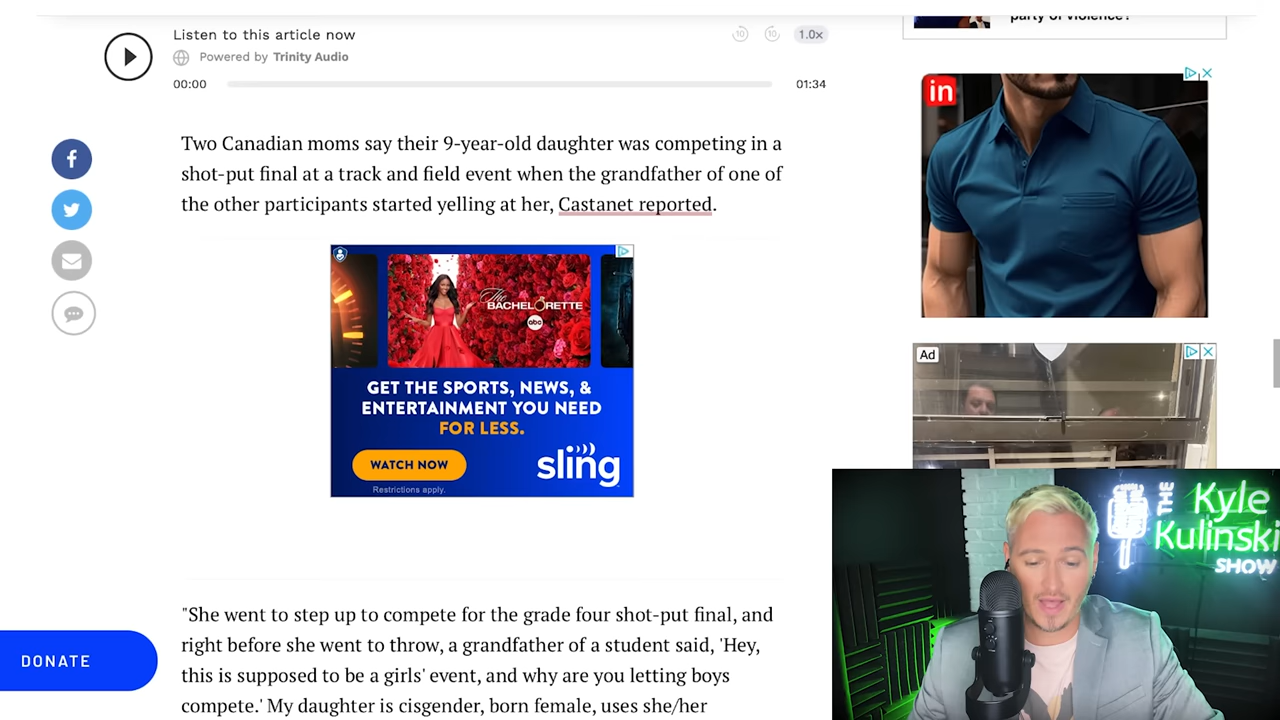 party of violence?
Listen to this article now
10
10
1.0x
Powered by Trinity Audio
00:00
01:34
in
Two Canadian moms say their 9-year-old daughter was competing in a
shot-put final at a track and field event when the grandfather of one of
the other participants started yelling at her, Castanet reported.
The
BACHELORETTE
abc
GET THE SPORTS, NEWS, &
ENTERTAINMENT YOU NEED
FOR LESS.
WATCH NOW
sling
Restrictions apply.
Ad
THE
Kyle
Kulinski
SHOW
"She went to step up to compete for the grade four shot-put final, and
right before she went to throw, a grandfather of a student said, 'Hey,
this is supposed to be a girls' event, and why are you letting boys
compete.' My daughter is cisgender, born female, uses she/her
DONATE